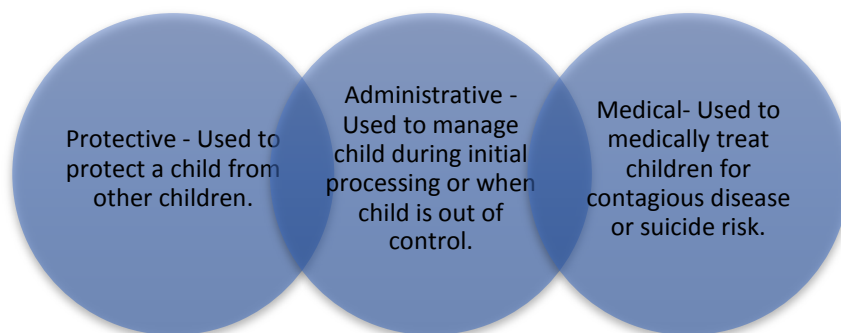 Protective - Used to
protect a child from
other children.
Administrative -
Used to manage
child during initial
processing or when
child is out of
control.
Medical- Used to
medically treat
children for
contagious disease
or suicide risk.